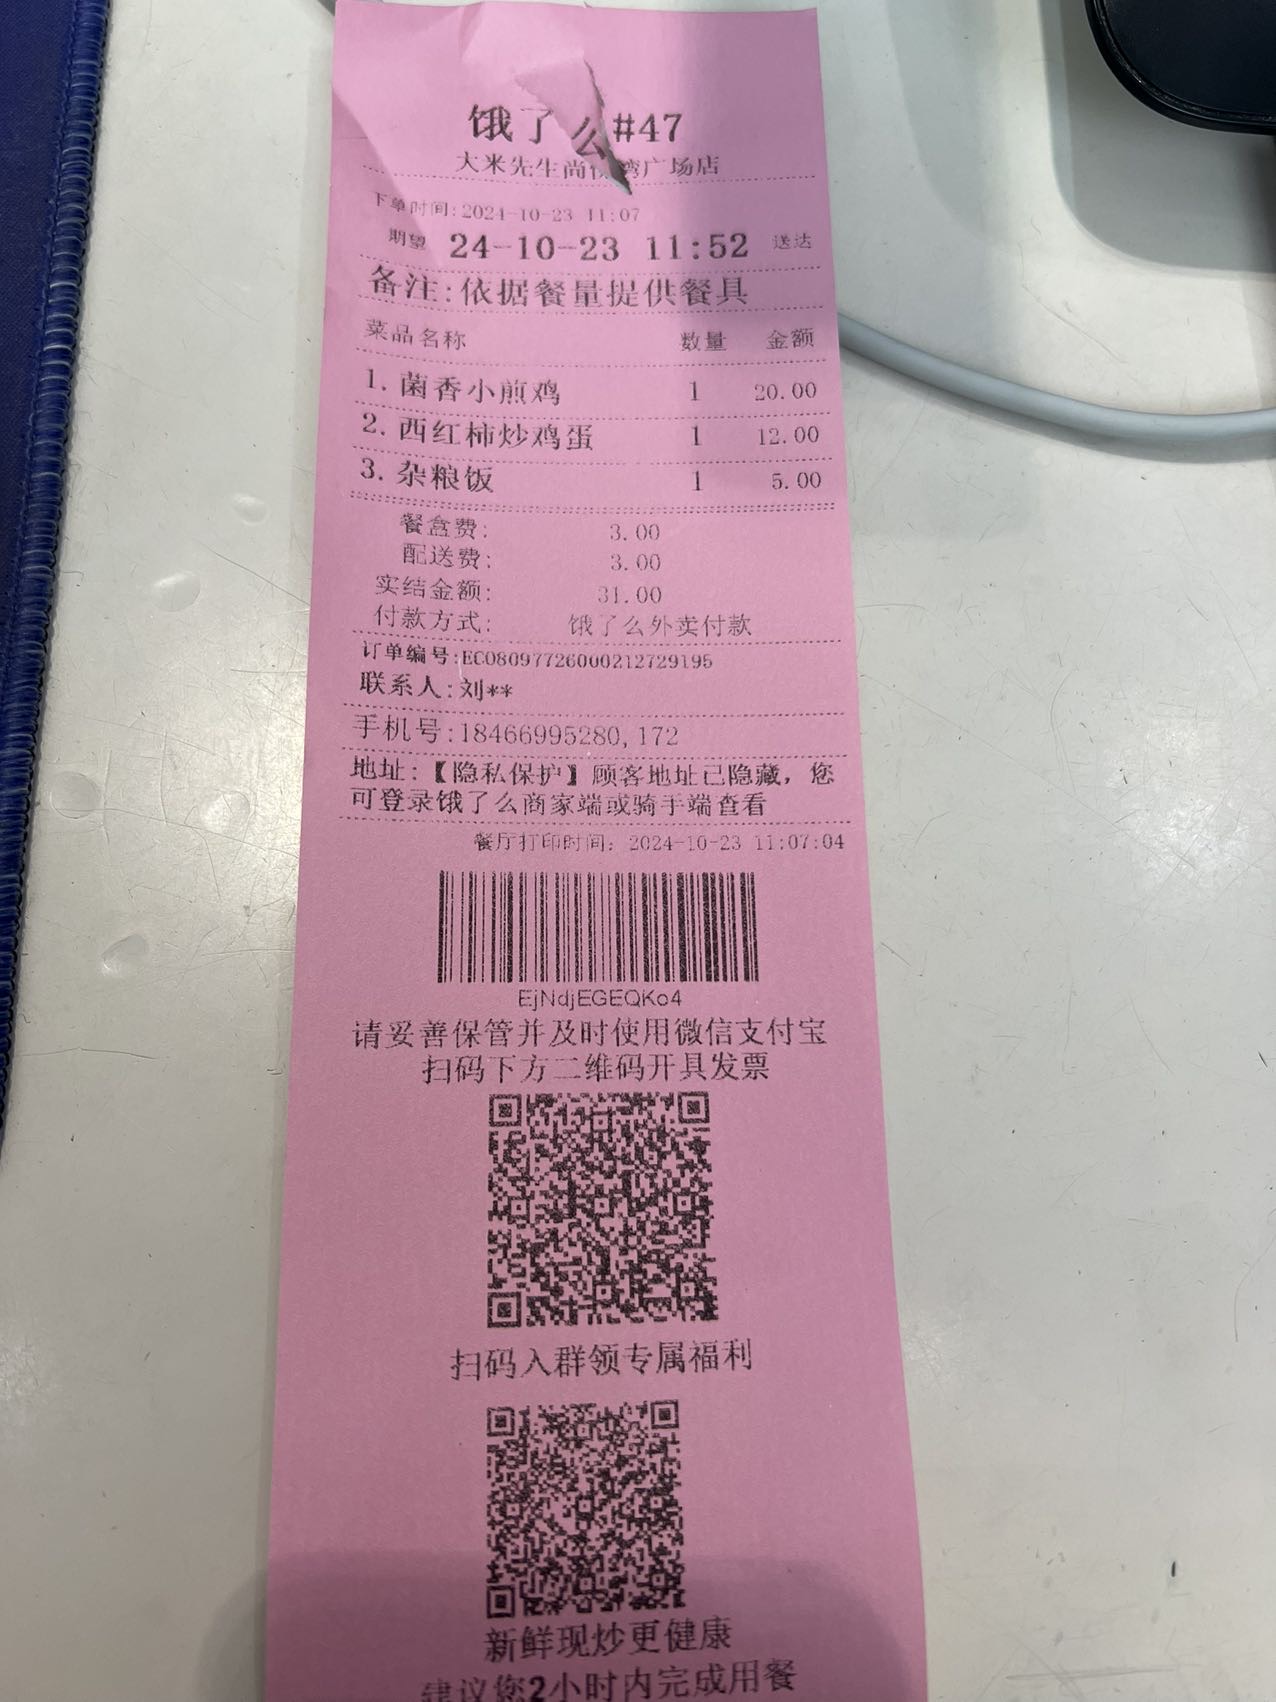 饿了么#47
大米先生尚湾广场店
下单时间:2024-10-23 11:07
期望 24-10-23 11:52 送达
备注:依据餐量提供餐具
菜品名称 数量 金额
1. 菌香小煎鸡 1 20.00
2. 西红柿炒鸡蛋 1 12.00
3. 杂粮饭 1 5.00
餐盒费: 3.00
配送费: 3.00
实结金额: 31.00
付款方式: 饿了么外卖付款
订单编号:EC0809772600021272​9195
联系人:刘**
手机号:18466995280,172
地址:【隐私保护】顾客地址已隐藏，您
可登录饿了么商家端或骑手端查看
餐厅打印时间: 2024-10-23 11:07:04
EjNdjEGEQKo4
请妥善保管并及时使用微信支付宝
扫码下方二维码开具发票
扫码入群领专属福利
新鲜现炒更健康
建议您2小时内完成用餐